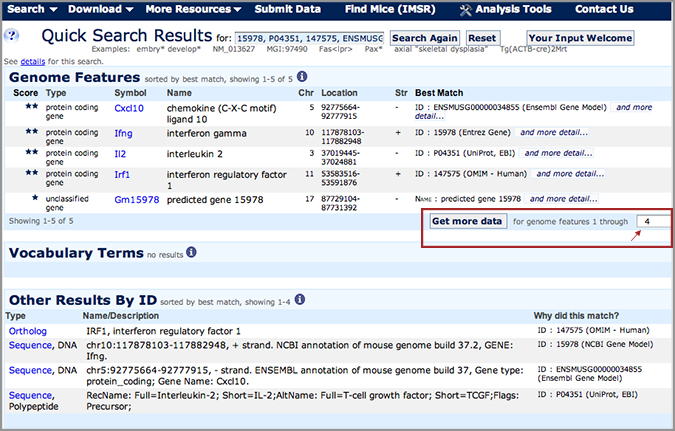 Search Download More Resources Submit Data Find Mice (IMSR) Analysis Tools Contact Us
? Quick Search Results for: 15978, P04351, 147575, ENSMUSG Search Again Reset Your Input Welcome
Examples: embry* develop* NM_013627 MGI:97490 Fas<lpr> Pax* axial "skeletal dysplasia" Tg(ACTB-cre)2Mrt
See details for this search.
Genome Features sorted by best match, showing 1-5 of 5 i
Score Type Symbol Name Chr Location Str Best Match
★★ protein coding gene Cxcl10 chemokine (C-X-C motif) ligand 10 5 92775664-92777915 - ID : ENSMUSG00000034855 (Ensembl Gene Model) and more detail...
★★ protein coding gene Ifng interferon gamma 10 117878103-117882948 + ID : 15978 (Entrez Gene) and more detail...
★★ protein coding gene Il2 interleukin 2 3 37019445-37024881 - ID : P04351 (UniProt, EBI) and more detail...
★★ protein coding gene Irf1 interferon regulatory factor 1 11 53583516-53591876 + ID : 147575 (OMIM - Human) and more detail...
★ unclassified gene Gm15978 predicted gene 15978 17 87729104-87731392 - Name : predicted gene 15978 and more detail...
Showing 1-5 of 5 Get more data for genome features 1 through 4
Vocabulary Terms no results i
Other Results By ID sorted by best match, showing 1-4 i
Type Name/Description Why did this match?
Ortholog IRF1, interferon regulatory factor 1 ID : 147575 (OMIM - Human)
Sequence, DNA chr10:117878103-117882948, + strand. NCBI annotation of mouse genome build 37.2, GENE: Ifng. ID : 15978 (NCBI Gene Model)
Sequence, DNA chr5:92775664-92777915, - strand. ENSEMBL annotation of mouse genome build 37, Gene type: protein_coding; Gene Name: Cxcl10. ID : ENSMUSG00000034855 (Ensembl Gene Model)
Sequence, Polypeptide RecName: Full=Interleukin-2; Short=IL-2;AltName: Full=T-cell growth factor; Short=TCGF;Flags: Precursor; ID : P04351 (UniProt, EBI)